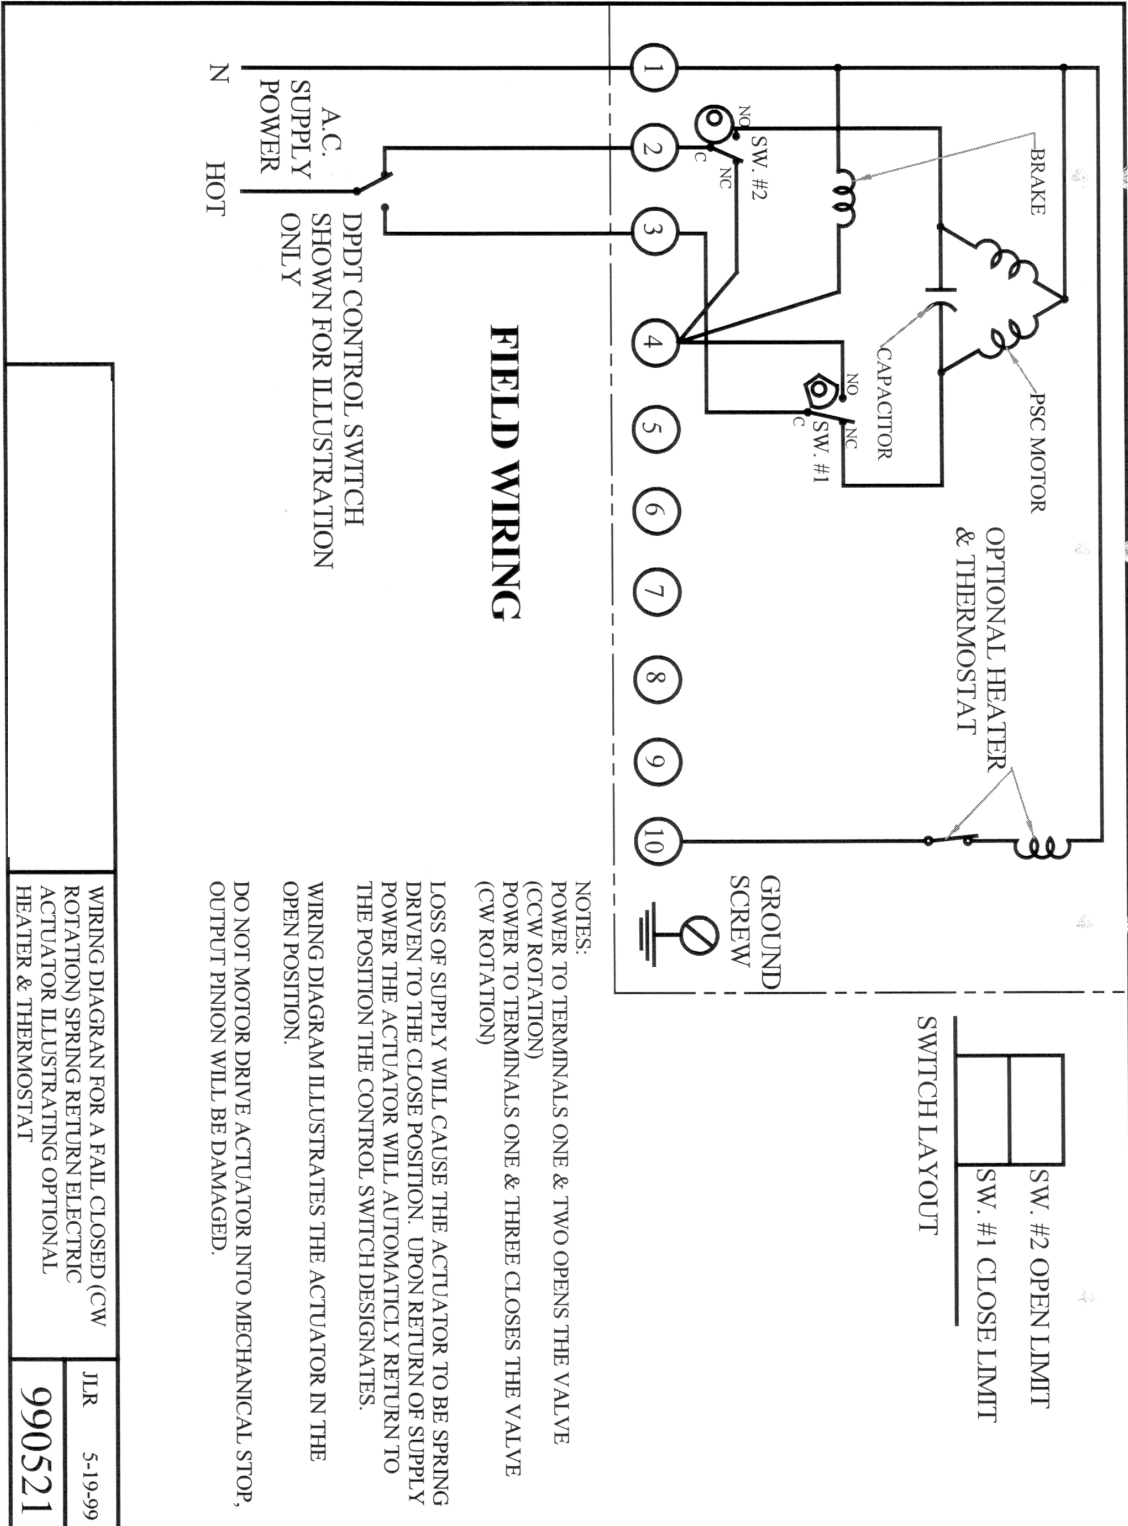 BRAKE
PSC MOTOR
CAPACITOR
OPTIONAL HEATER
& THERMOSTAT
NO
SW. #2
C
NC
NO
NC
SW. #1
C
1
2
3
4
5
6
7
8
9
10
GROUND
SCREW
SW. #2 OPEN LIMIT
SW. #1 CLOSE LIMIT
SWITCH LAYOUT
N
A.C.
SUPPLY
POWER
HOT
DPDT CONTROL SWITCH
SHOWN FOR ILLUSTRATION
ONLY
FIELD WIRING
NOTES:
POWER TO TERMINALS ONE & TWO OPENS THE VALVE
(CCW ROTATION)
POWER TO TERMINALS ONE & THREE CLOSES THE VALVE
(CW ROTATION)
LOSS OF SUPPLY WILL CAUSE THE ACTUATOR TO BE SPRING
DRIVEN TO THE CLOSE POSITION. UPON RETURN OF SUPPLY
POWER THE ACTUATOR WILL AUTOMATICLY RETURN TO
THE POSITION THE CONTROL SWITCH DESIGNATES.
WIRING DIAGRAM ILLUSTRATES THE ACTUATOR IN THE
OPEN POSITION.
DO NOT MOTOR DRIVE ACTUATOR INTO MECHANICAL STOP,
OUTPUT PINION WILL BE DAMAGED.
WIRING DIAGRAN FOR A FAIL CLOSED (CW
ROTATION) SPRING RETURN ELECTRIC
ACTUATOR ILLUSTRATING OPTIONAL
HEATER & THERMOSTAT
JLR 5-19-99
990521